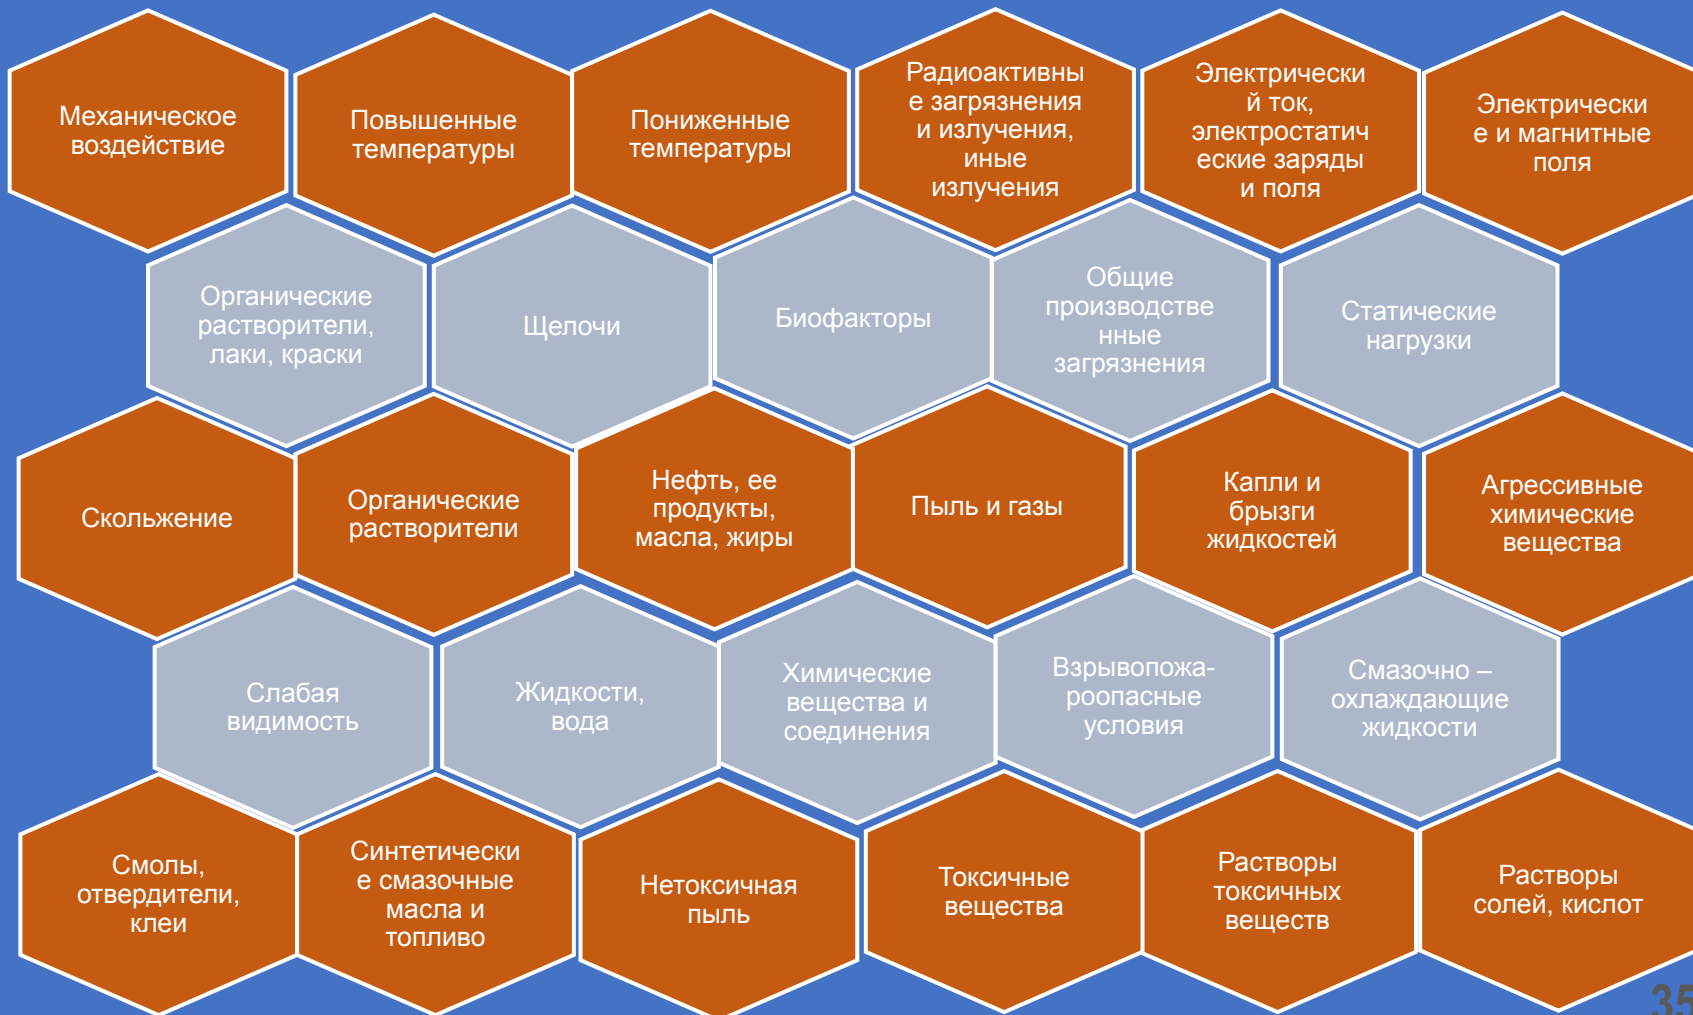 Механическое
воздействие
Повышенные
температуры
Пониженные
температуры
Радиоактивны
е загрязнения
и излучения,
иные
излучения
Электрически
й ток,
электростатич
еские заряды
и поля
Электрически
е и магнитные
поля
Органические
растворители,
лаки, краски
Щелочи
Биофакторы
Общие
производстве
нные
загрязнения
Статические
нагрузки
Скольжение
Органические
растворители
Нефть, ее
продукты,
масла, жиры
Пыль и газы
Капли и
брызги
жидкостей
Агрессивные
химические
вещества
Слабая
видимость
Жидкости,
вода
Химические
вещества и
соединения
Взрывопожа-
роопасные
условия
Смазочно –
охлаждающие
жидкости
Смолы,
отвердители,
клеи
Синтетически
е смазочные
масла и
топливо
Нетоксичная
пыль
Токсичные
вещества
Растворы
токсичных
веществ
Растворы
солей, кислот
35